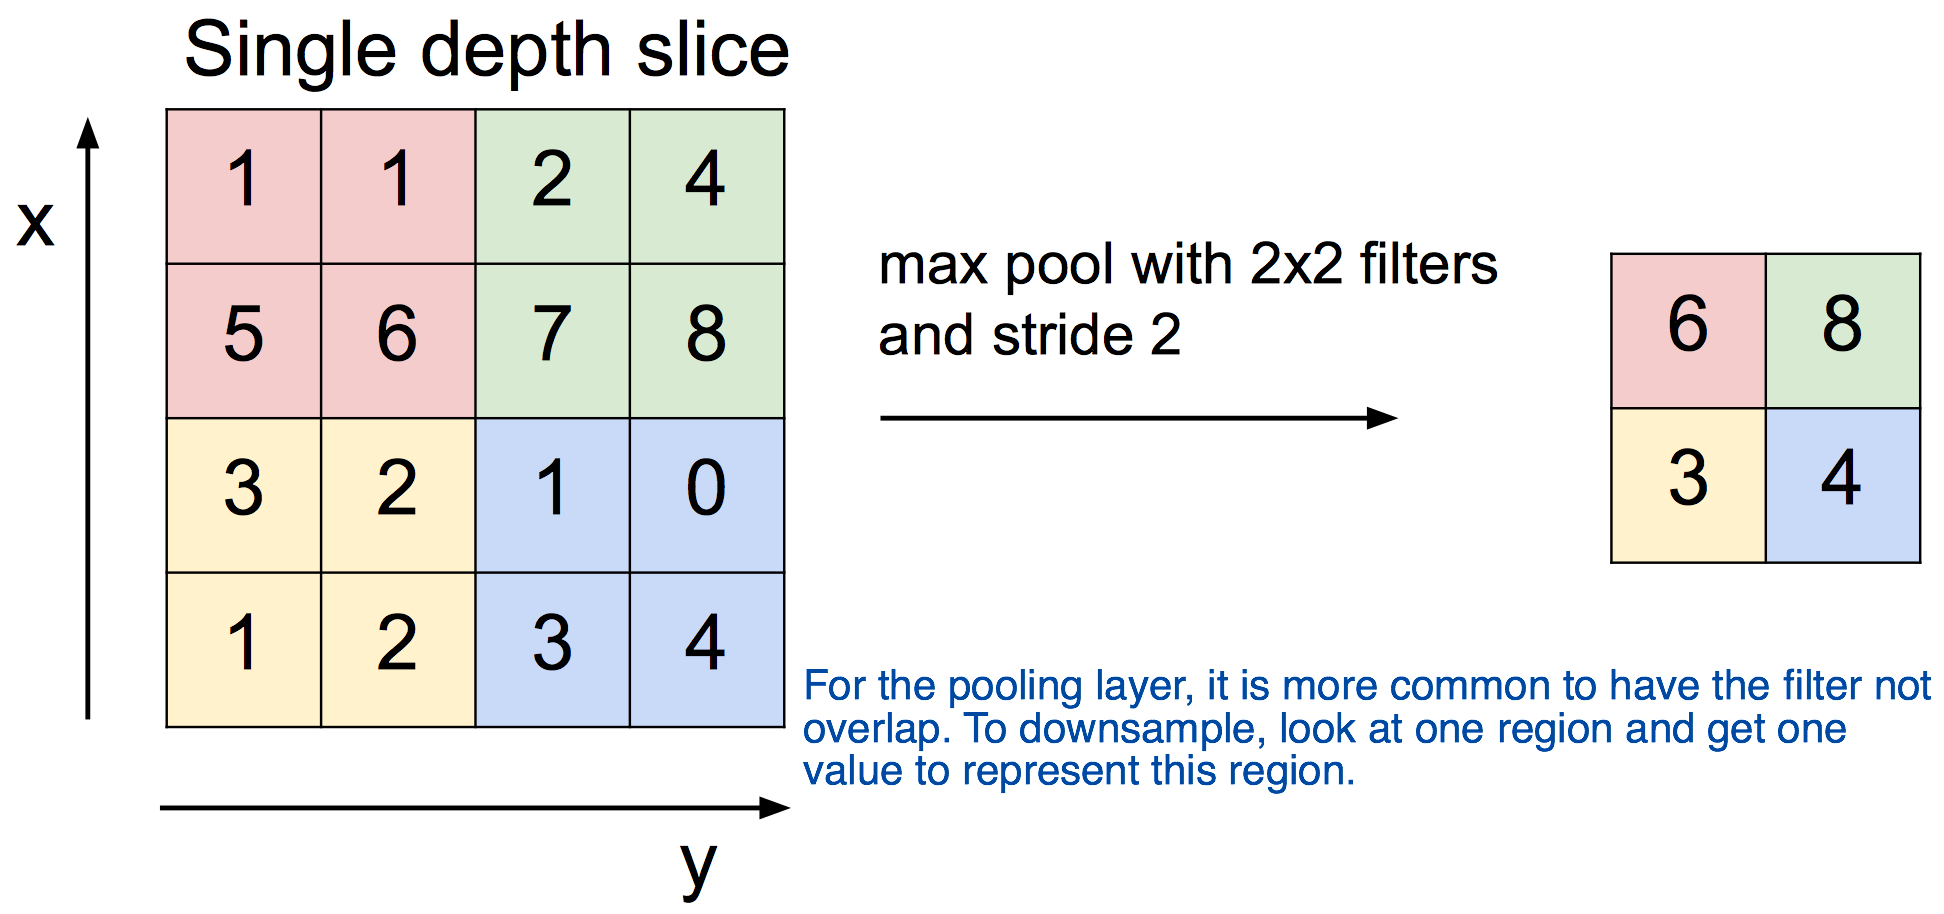 Single depth slice
x
1 1 2 4
5 6 7 8
3 2 1 0
1 2 3 4
y
max pool with 2x2 filters
and stride 2
6 8
3 4
For the pooling layer, it is more common to have the filter not
overlap. To downsample, look at one region and get one
value to represent this region.